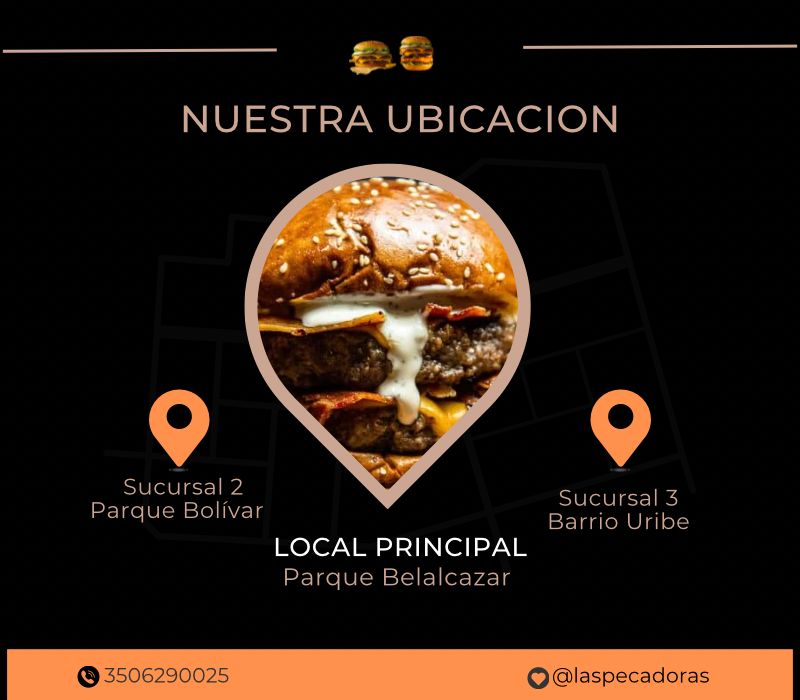 NUESTRA UBICACION
Sucursal 2
Parque Bolívar
Sucursal 3
Barrio Uribe
LOCAL PRINCIPAL
Parque Belalcazar
3506290025
@laspecadoras